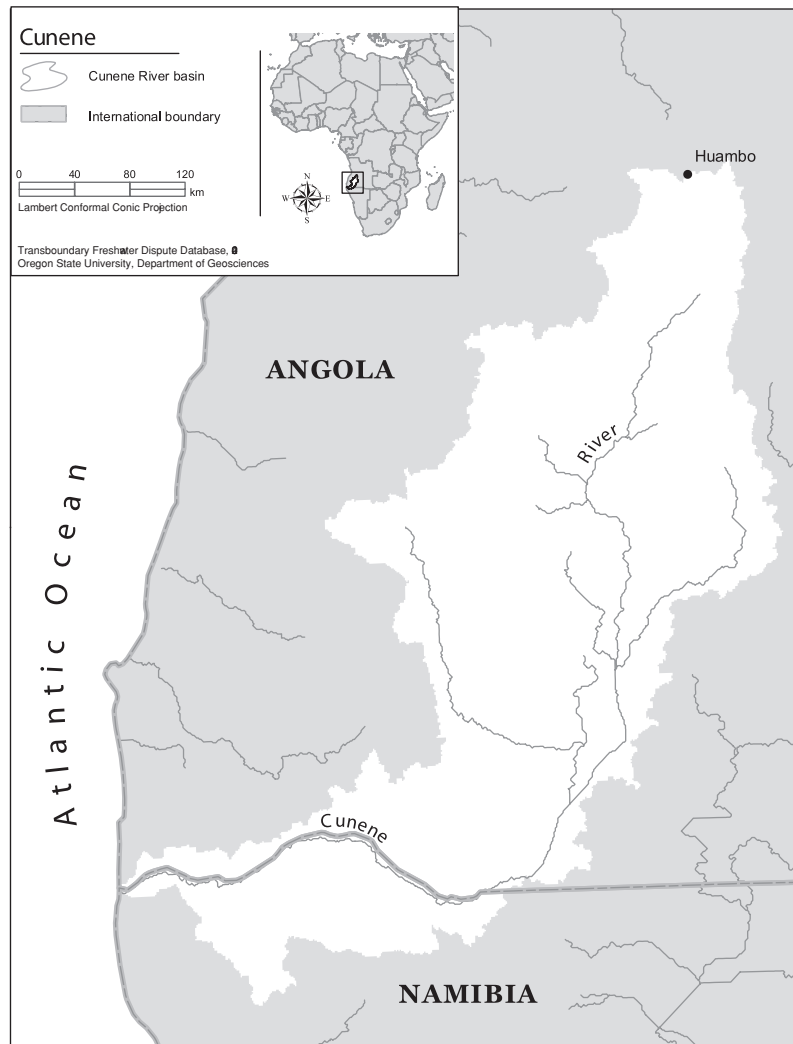 Cunene
Cunene River basin
International boundary
0 40 80 120
km
Lambert Conformal Conic Projection
N
W E
S
Transboundary Freshwater Dispute Database,
Oregon State University, Department of Geosciences
Huambo
ANGOLA
River
Atlantic Ocean
Cunene
NAMIBIA